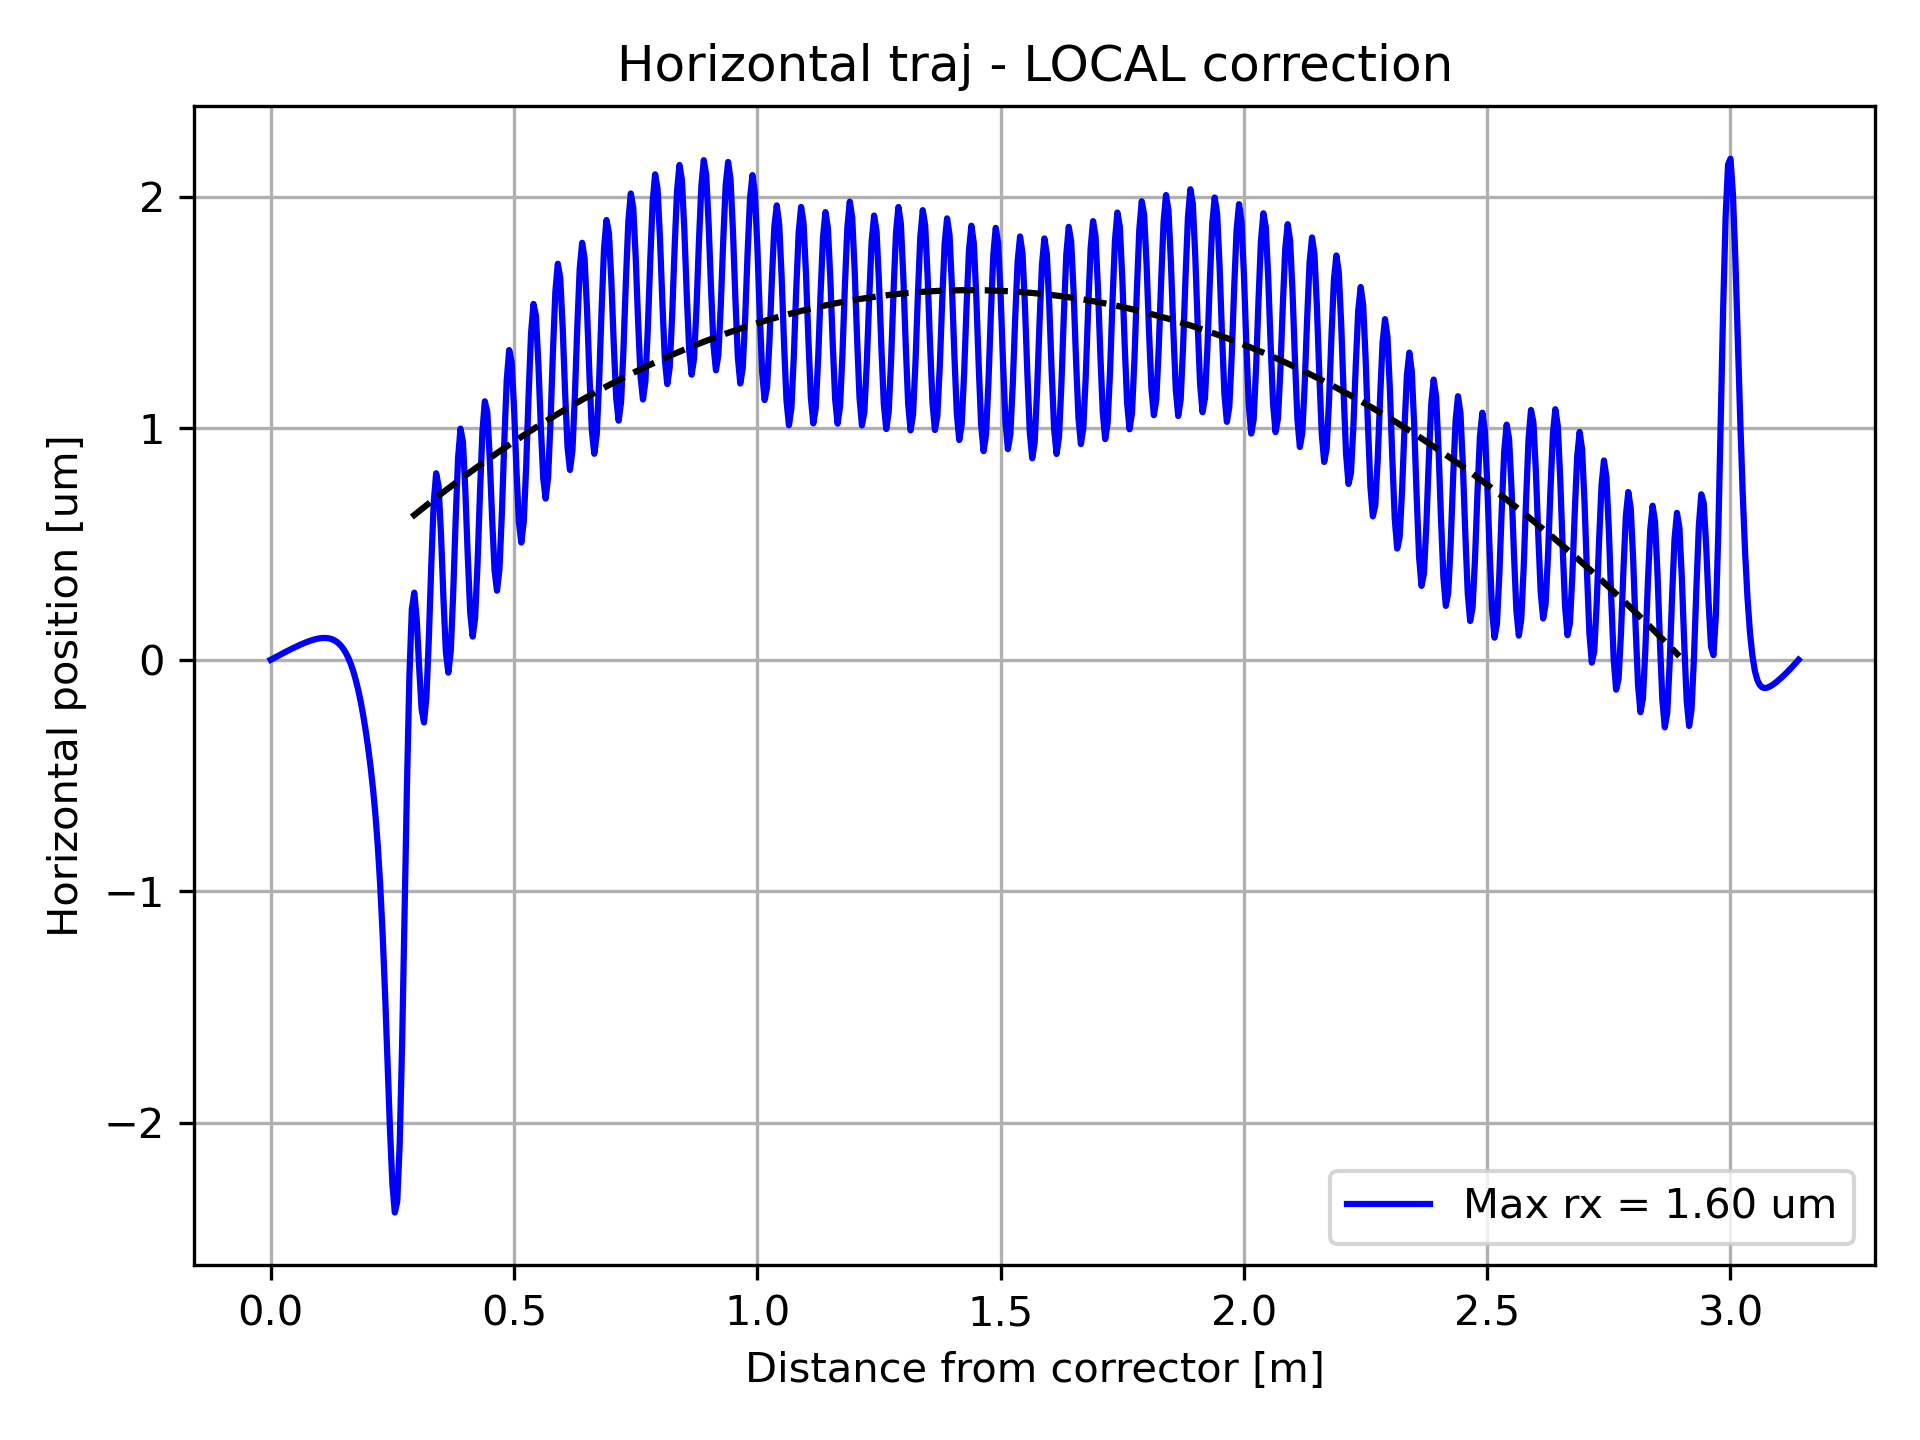 Horizontal traj - LOCAL correction
Horizontal position [um]
2
1
0
−1
−2
Max rx = 1.60 um
0.0 0.5 1.0 1.5 2.0 2.5 3.0
Distance from corrector [m]